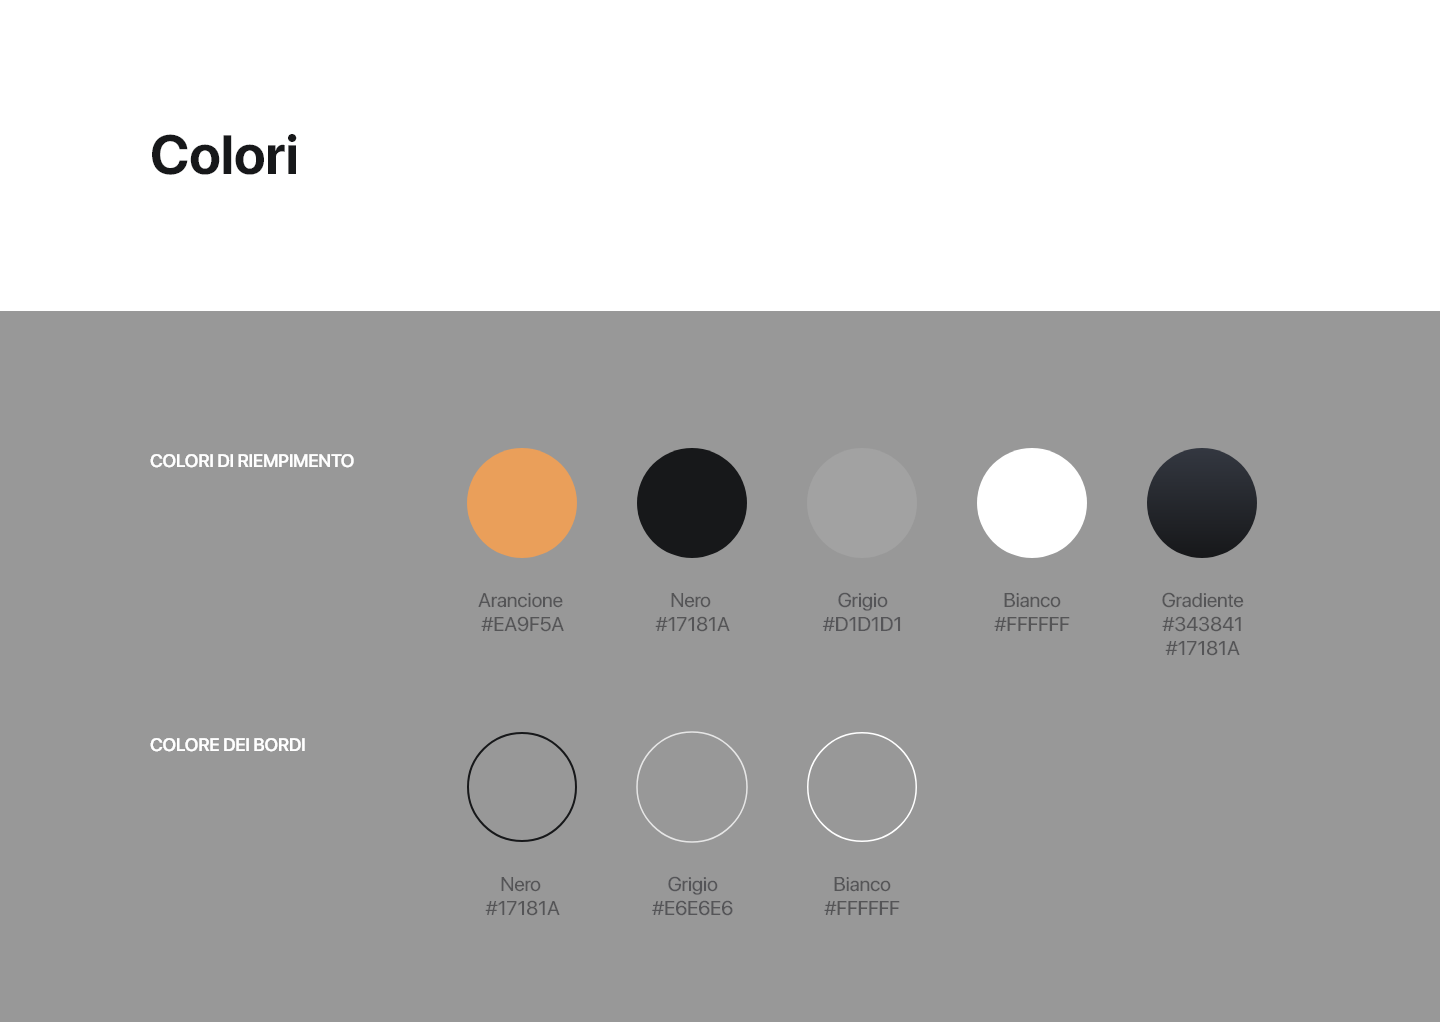 Colori
COLORI DI RIEMPIMENTO
Arancione
#EA9F5A
Nero
#17181A
Grigio
#D1D1D1
Bianco
#FFFFFF
Gradiente
#343841
#17181A
COLORE DEI BORDI
Nero
#17181A
Grigio
#E6E6E6
Bianco
#FFFFFF